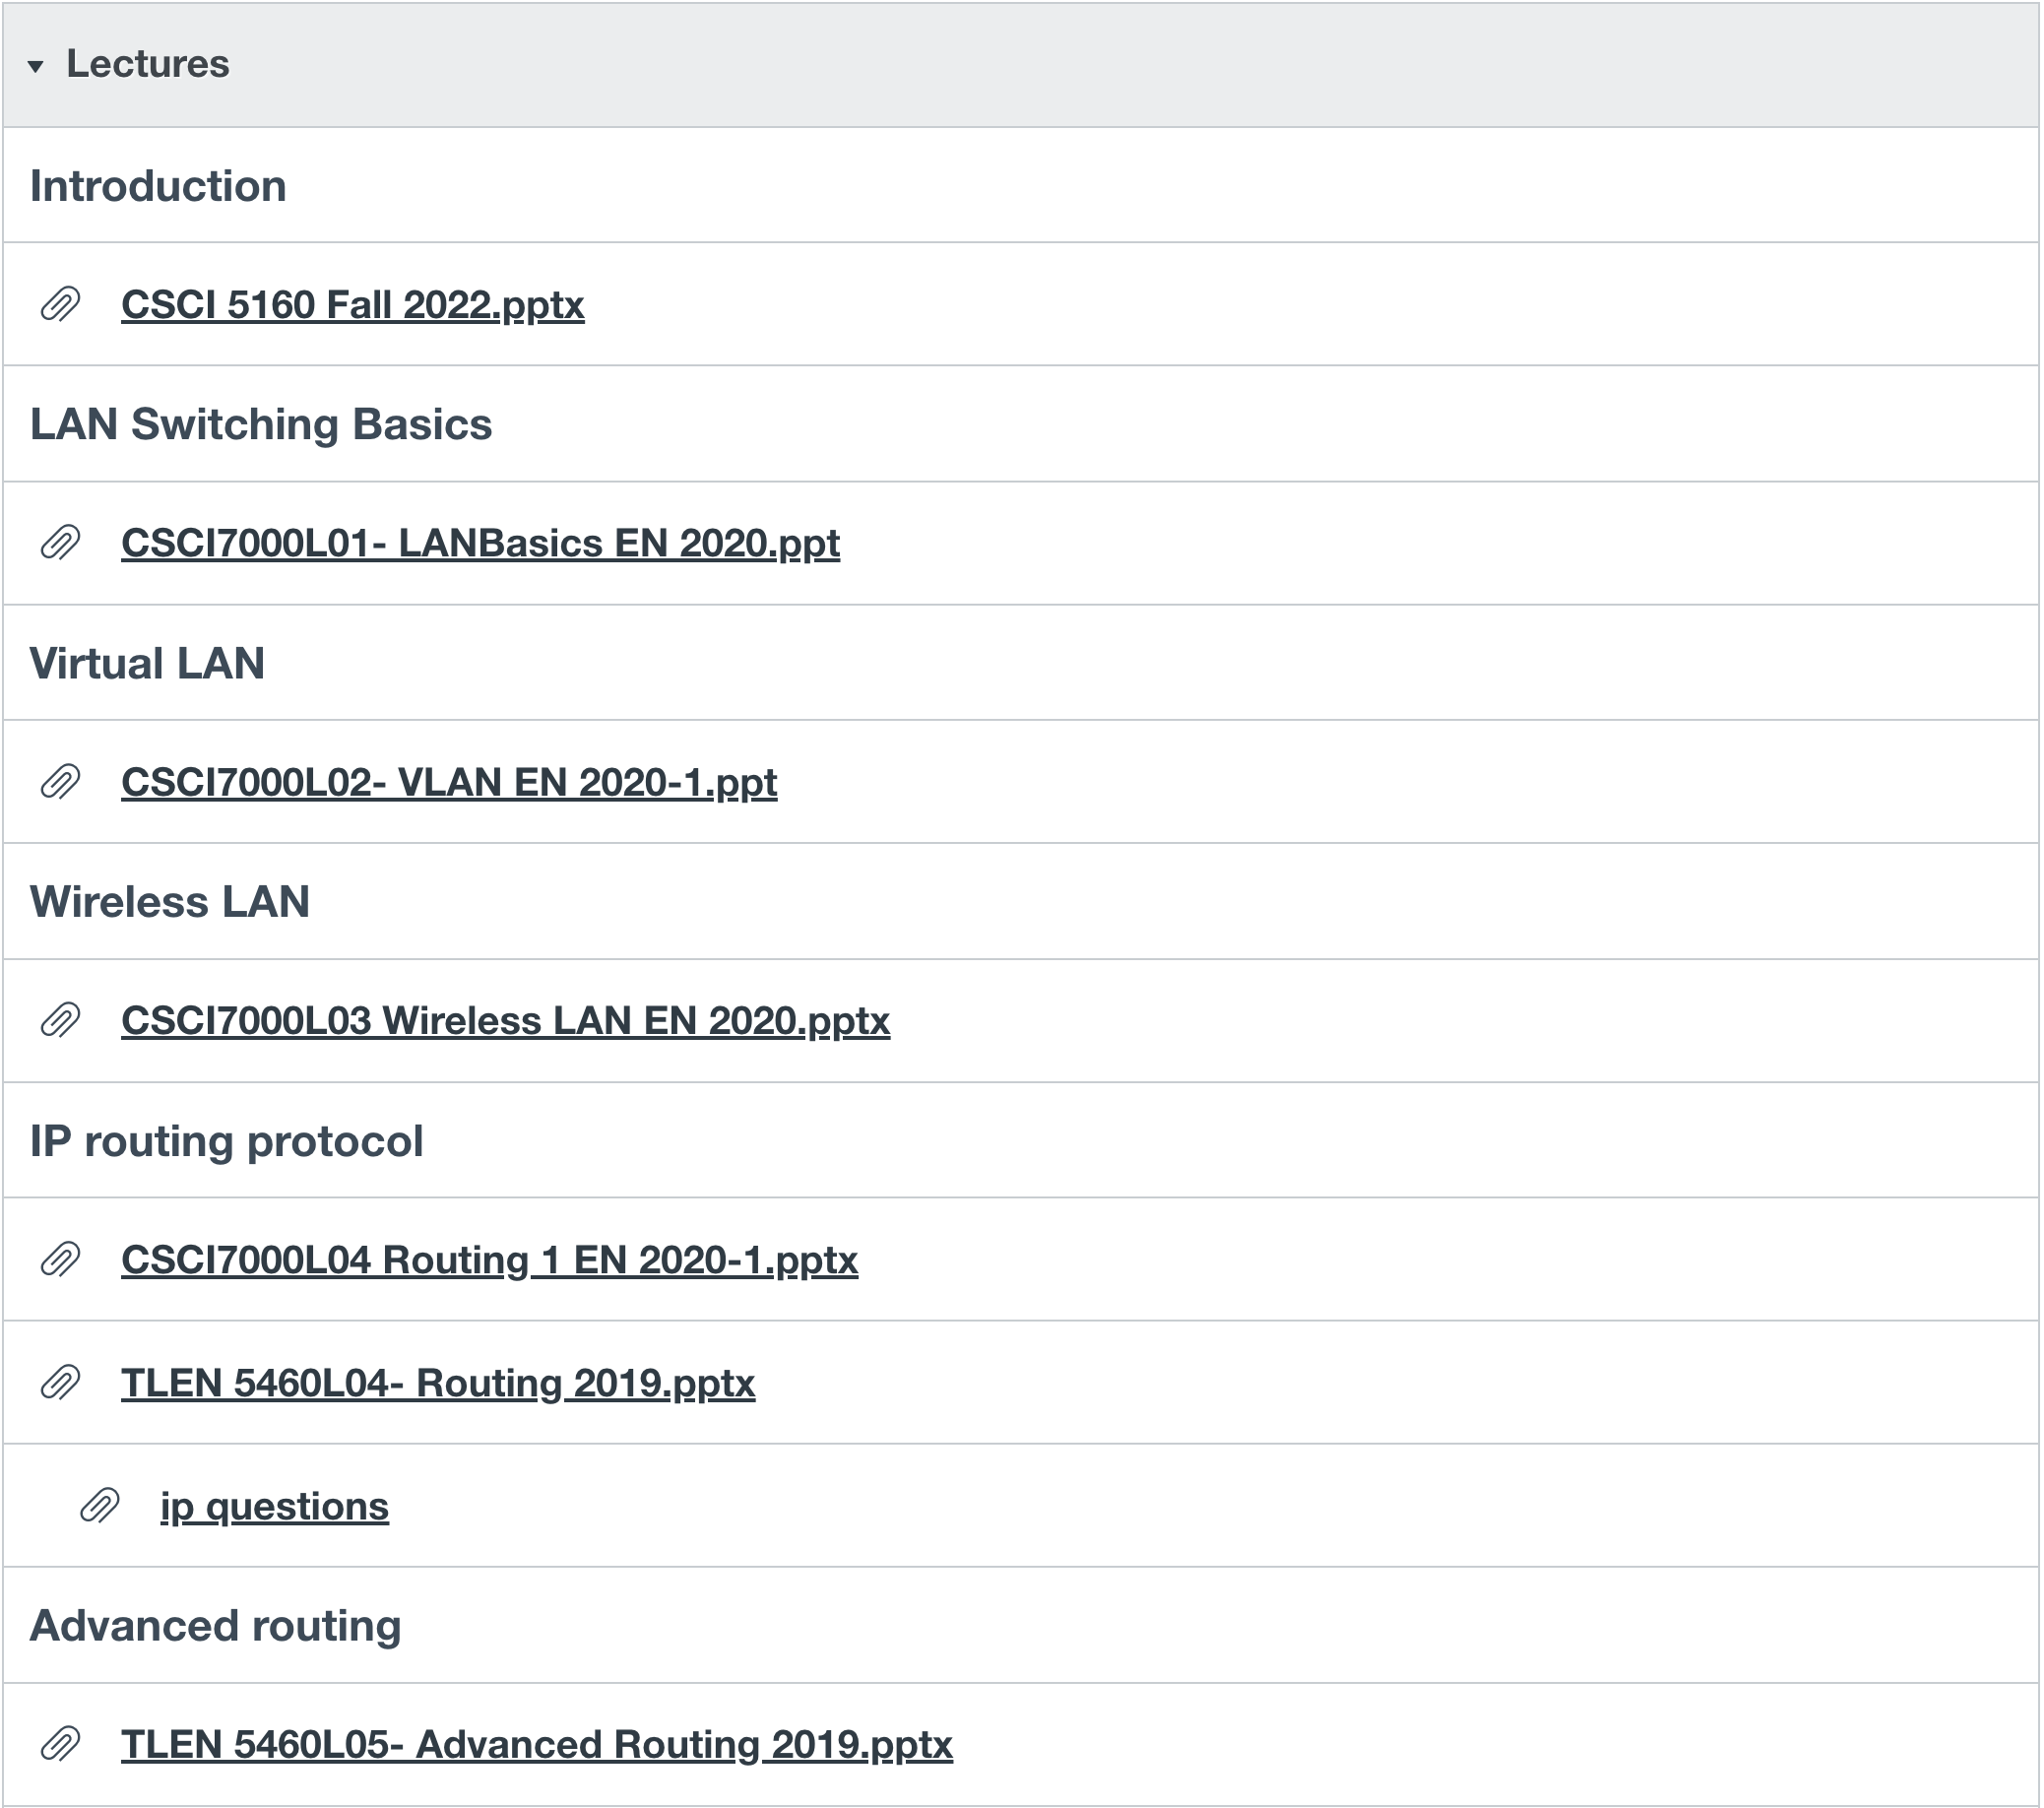 Lectures
Introduction
CSCI 5160 Fall 2022.pptx
LAN Switching Basics
CSCI7000L01- LANBasics EN 2020.ppt
Virtual LAN
CSCI7000L02- VLAN EN 2020-1.ppt
Wireless LAN
CSCI7000L03 Wireless LAN EN 2020.pptx
IP routing protocol
CSCI7000L04 Routing 1 EN 2020-1.pptx
TLEN 5460L04- Routing 2019.pptx
ip questions
Advanced routing
TLEN 5460L05- Advanced Routing 2019.pptx